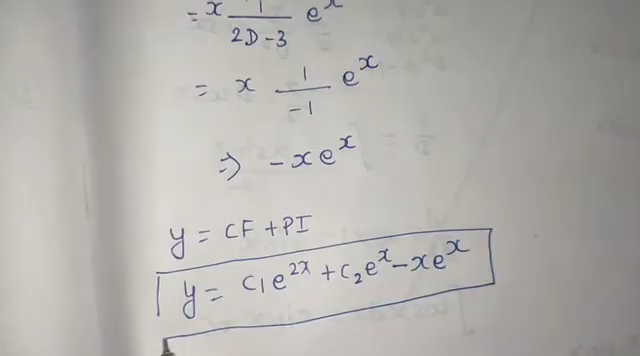 = x 1/(2D-3) e^x
= x 1/-1 e^x
⇒ -xe^x
y = CF + PI
y = C₁e^2x + C₂e^x - xe^x